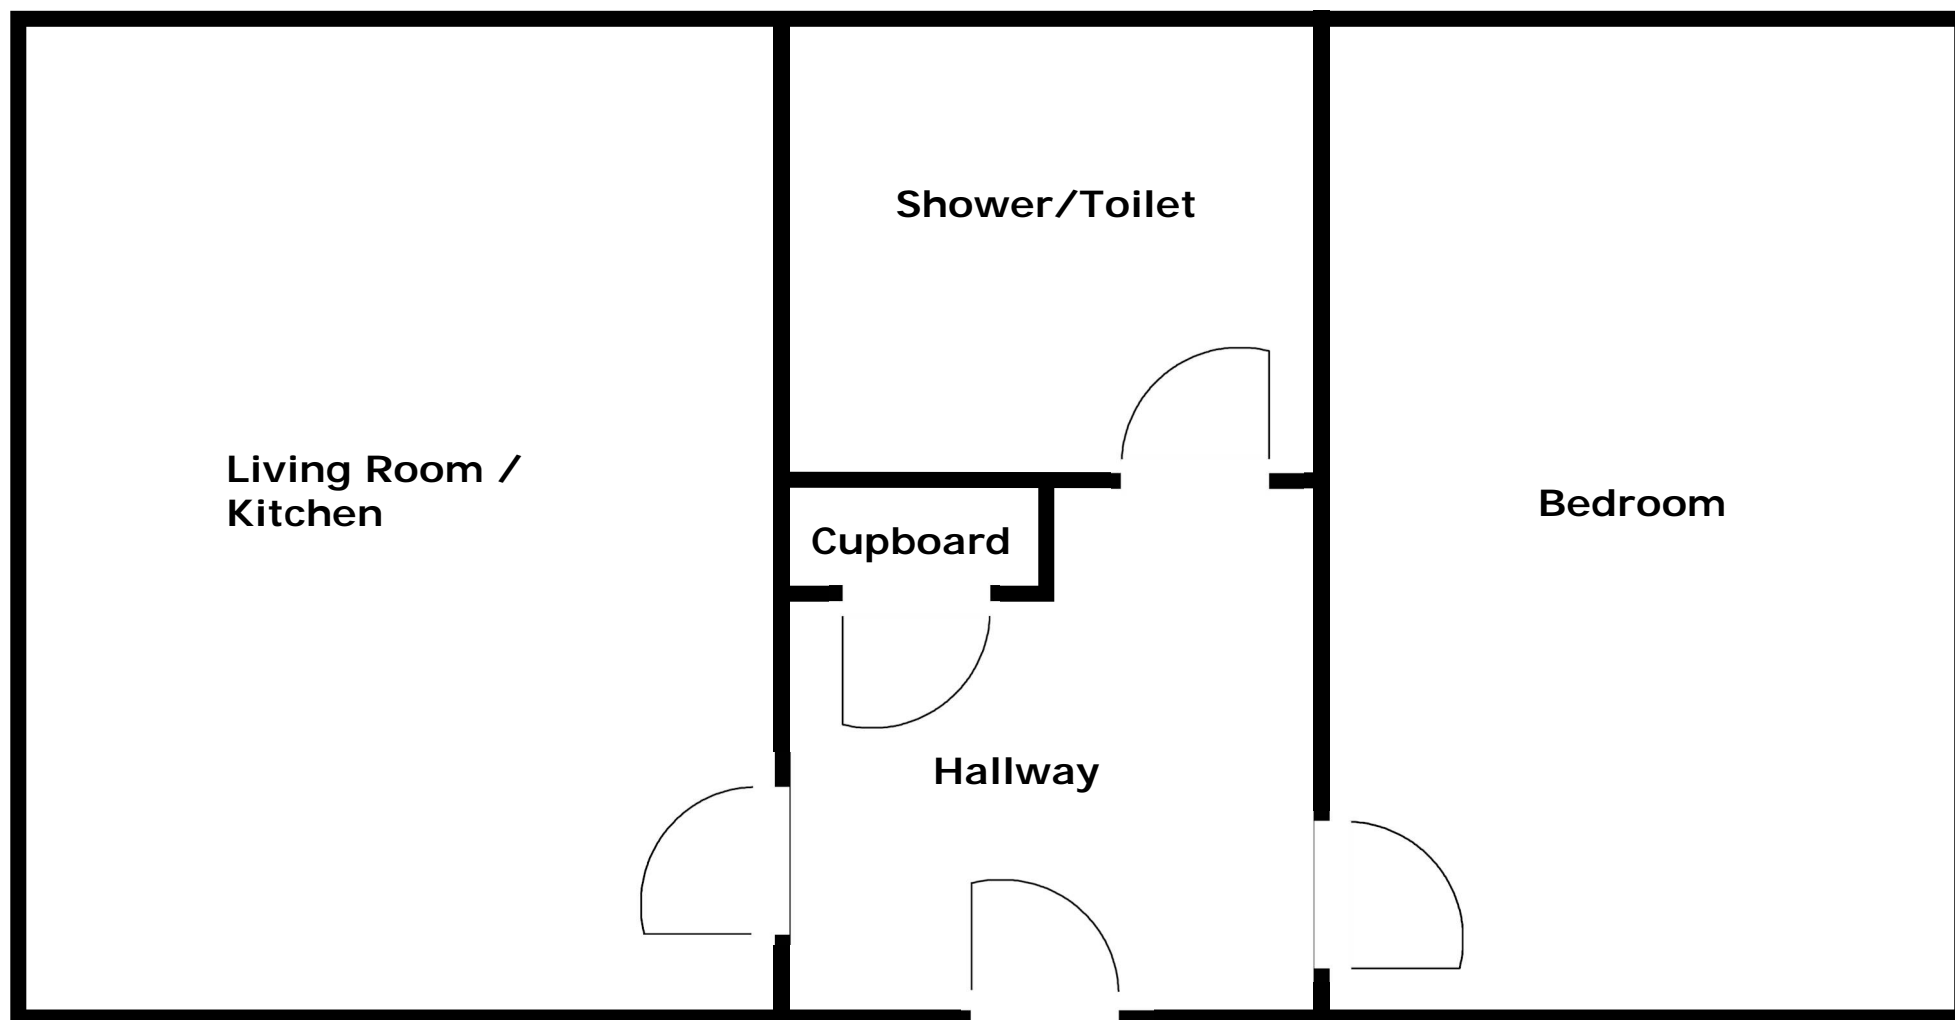 Shower/Toilet
Living Room /
Kitchen
Bedroom
Cupboard
Hallway